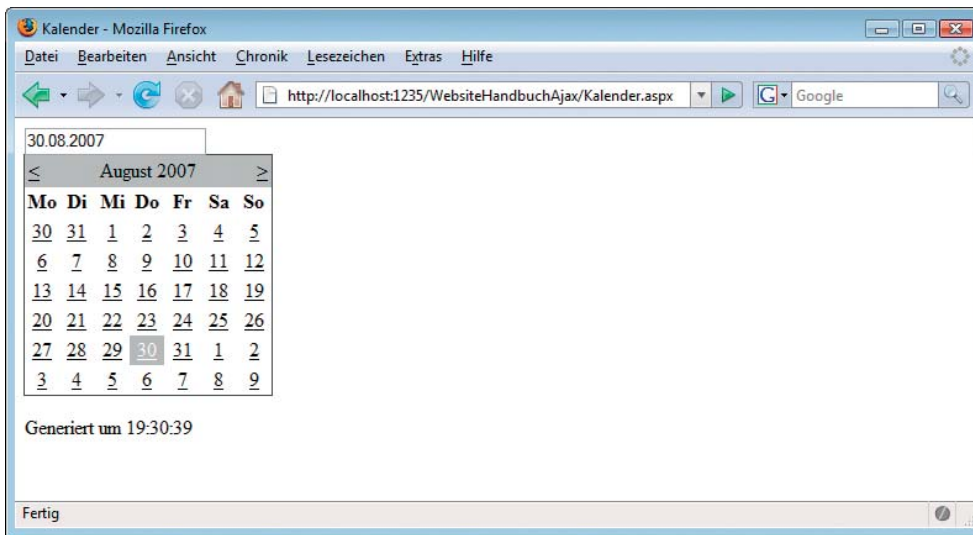 Kalender - Mozilla Firefox
Datei Bearbeiten Ansicht Chronik Lesezeichen Extras Hilfe
http://localhost:1235/WebsiteHandbuchAjax/Kalender.aspx G Google
30.08.2007
< August 2007 >
Mo Di Mi Do Fr Sa So
30 31 1 2 3 4 5
6 7 8 9 10 11 12
13 14 15 16 17 18 19
20 21 22 23 24 25 26
27 28 29 30 31 1 2
3 4 5 6 7 8 9
Generiert um 19:30:39
Fertig